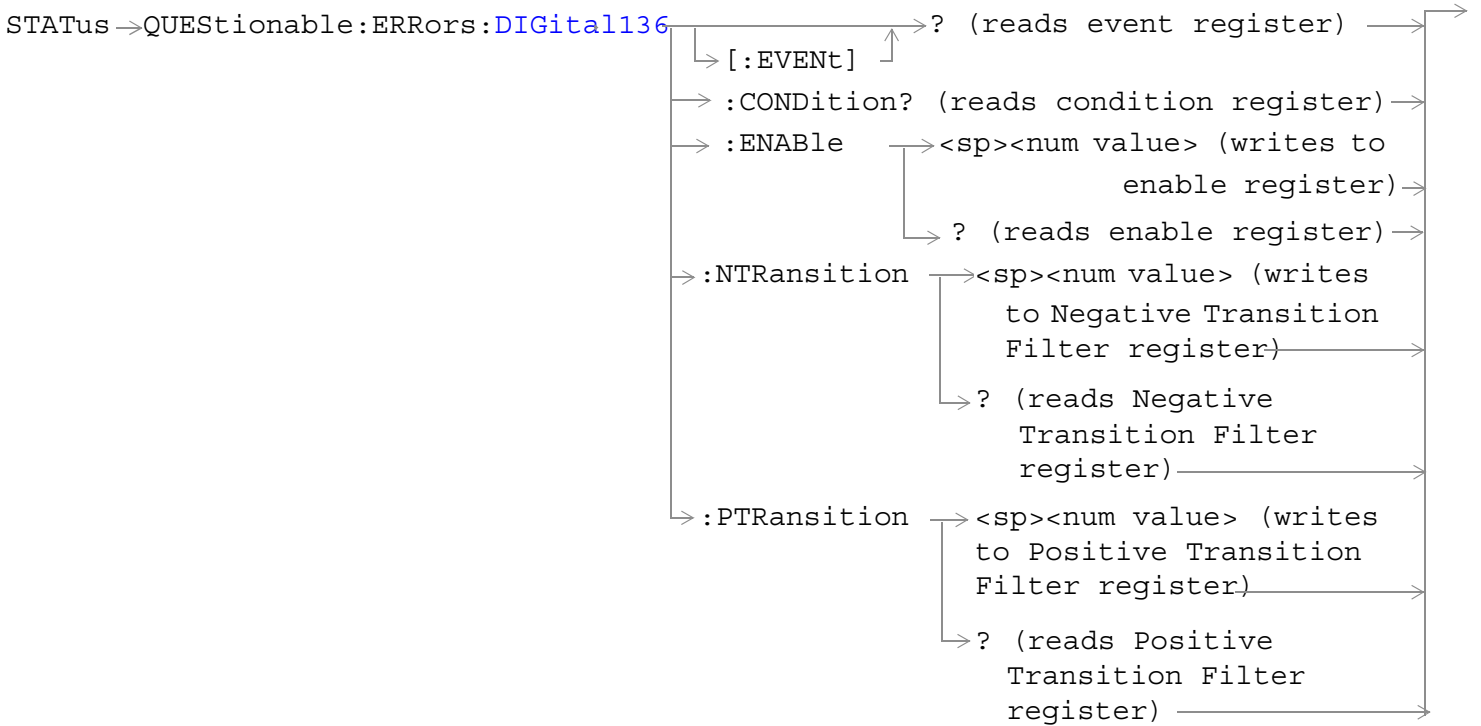 STATus QUEStionable:ERRors:DIGital136 ? (reads event register)
[:EVENt]
:CONDition? (reads condition register)
:ENABle <sp><num value> (writes to
enable register)
? (reads enable register)
:NTRansition <sp><num value> (writes
to Negative Transition
Filter register)
? (reads Negative
Transition Filter
register)
:PTRansition <sp><num value> (writes
to Positive Transition
Filter register)
? (reads Positive
Transition Filter
register)